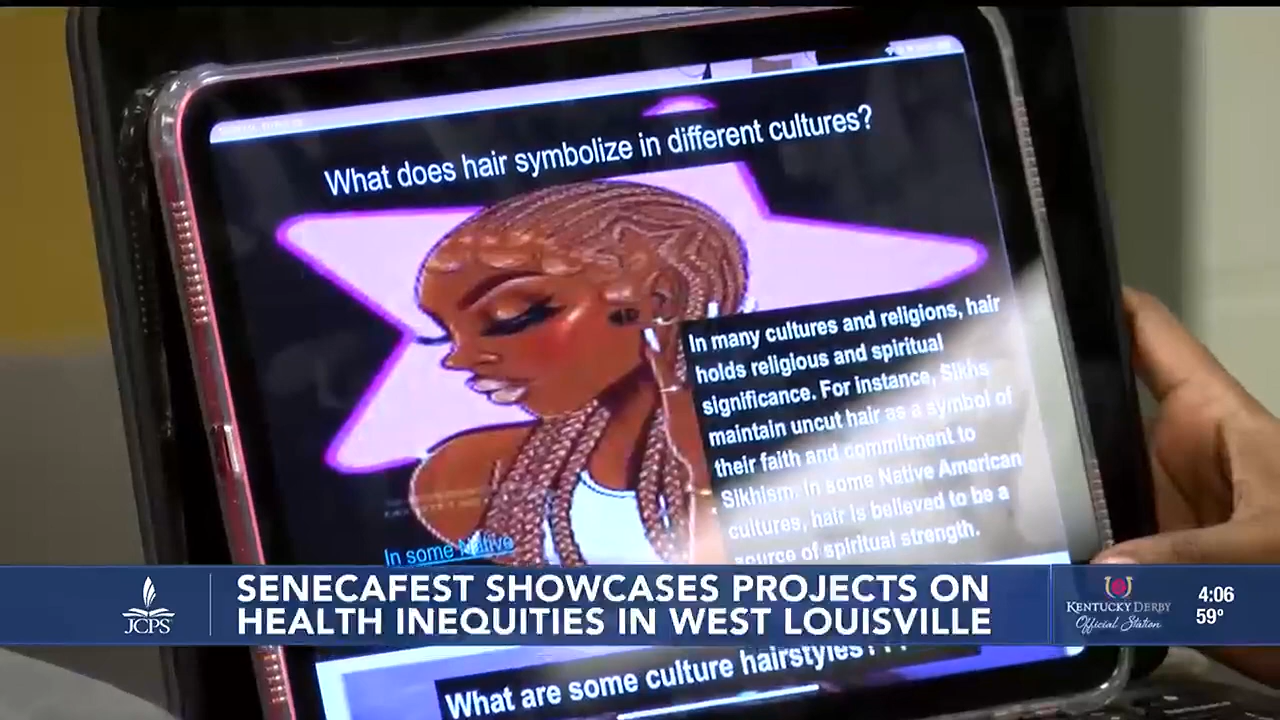 What does hair symbolize in different cultures?
In many cultures and religions, hair
holds religious and spiritual
significance. For instance, Sikhs
maintain uncut hair as a symbol of
their faith and commitment to
Sikhism. In some Native American
cultures, hair is believed to be a
source of spiritual strength.
In some Native
JCPS
SENECAFEST SHOWCASES PROJECTS ON
HEALTH INEQUITIES IN WEST LOUISVILLE
KENTUCKY DERBY
Official Station
4:06
59°
What are some culture hairstyles???